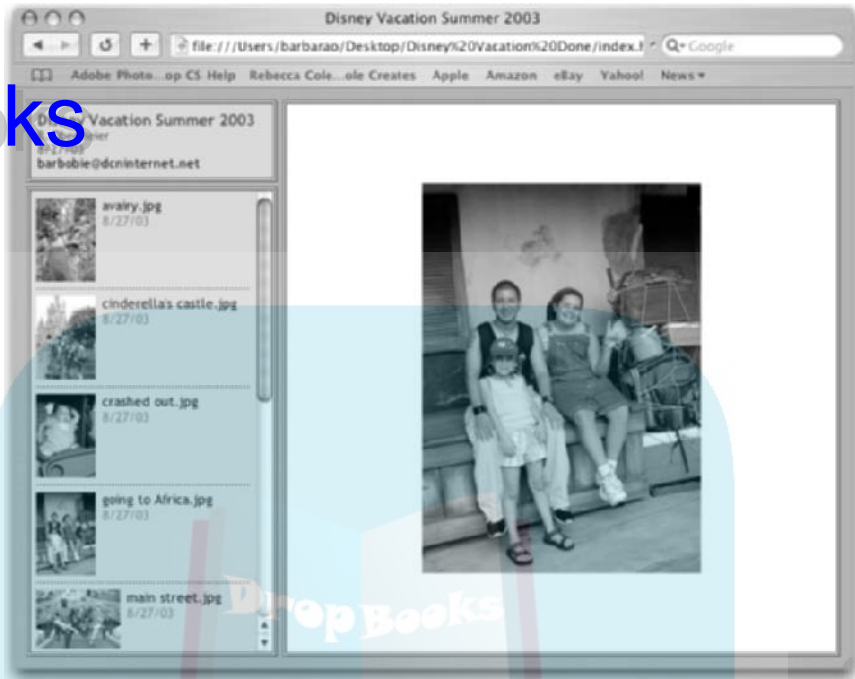 Disney Vacation Summer 2003
file:///Users/barbarao/Desktop/Disney%20Vacation%20Done/index.h
Google
Adobe Photo...op CS Help Rebecca Cole...ole Creates Apple Amazon eBay Yahoo! News
ks
Vacation Summer 2003
barbobie@dcninternet.net
avairy.jpg
8/27/03
cinderella's castle.jpg
8/27/03
crashed out.jpg
8/27/03
going to Africa.jpg
8/27/03
main street.jpg
8/27/03
DropBooks